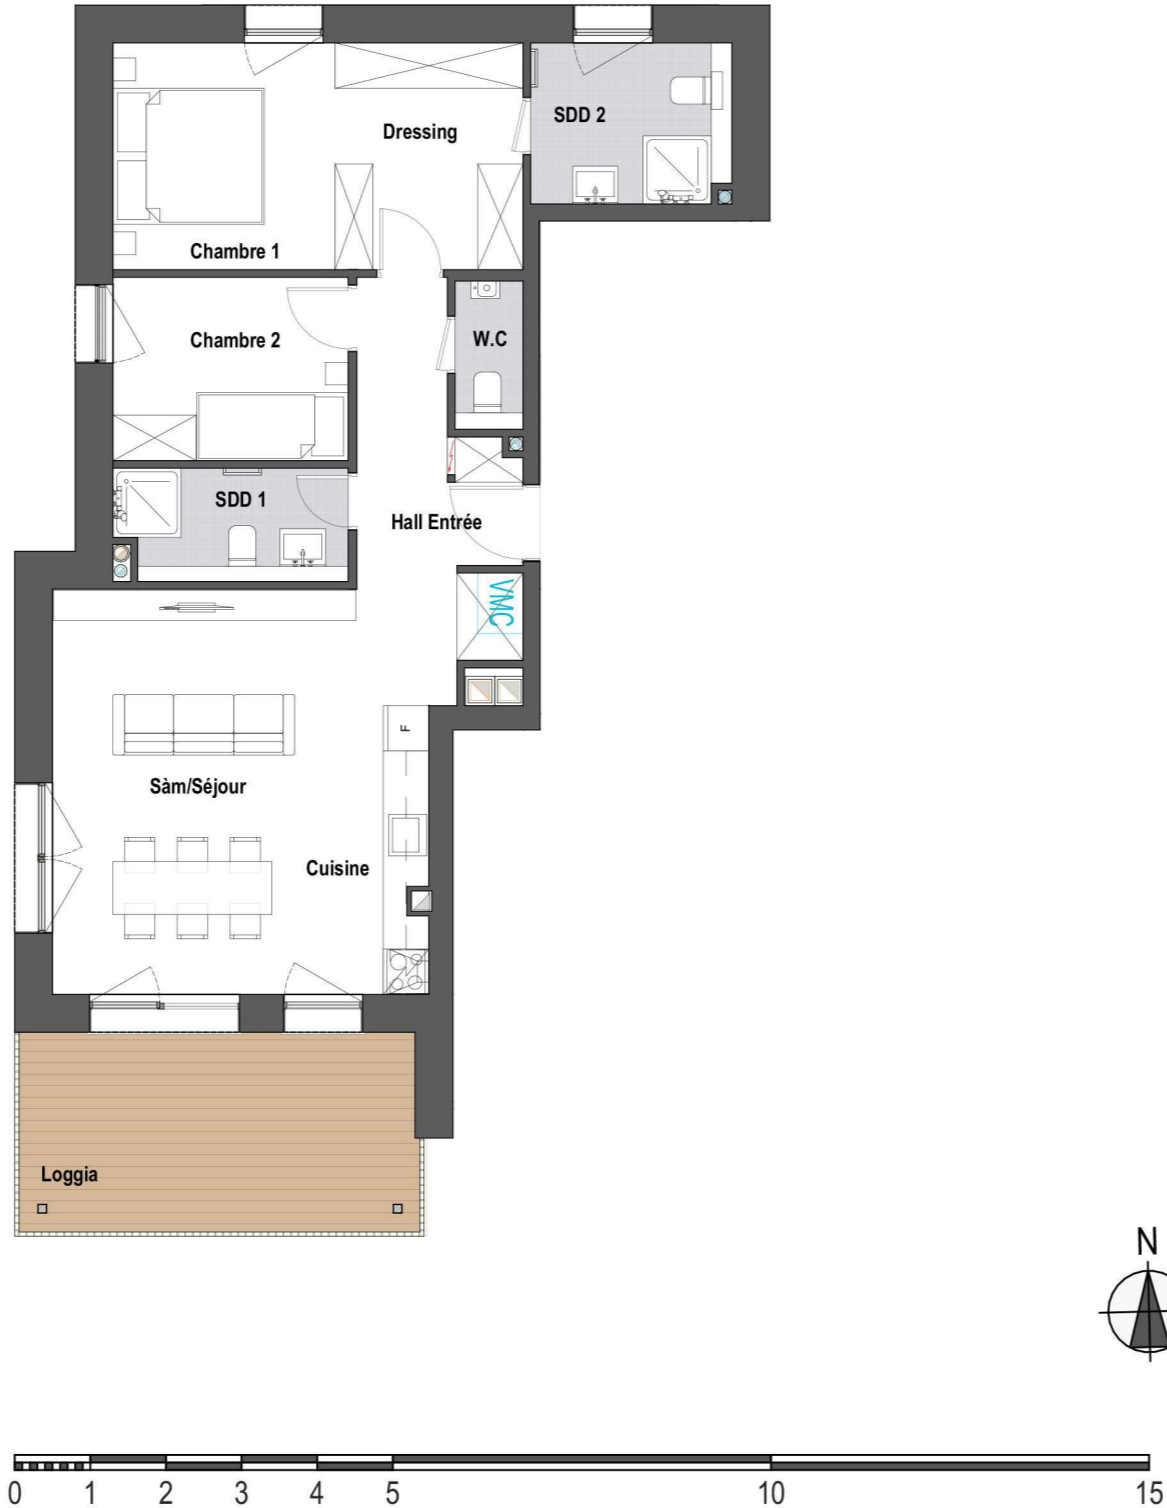 SDD 2
Dressing
Chambre 1
Chambre 2
W.C
SDD 1
Hall Entrée
VMC
F
Sàm/Séjour
Cuisine
Loggia
N
0 1 2 3 4 5 10 15